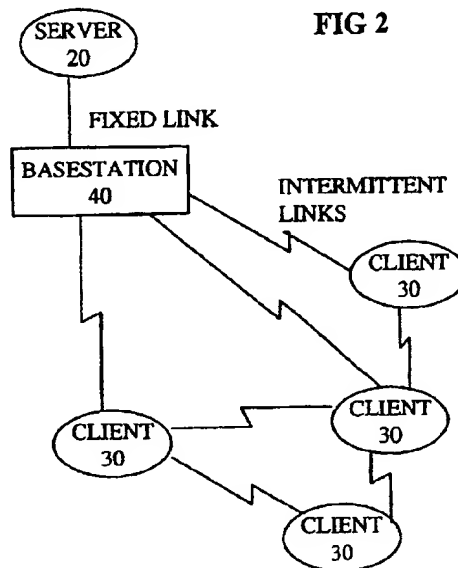 FIG 2
SERVER
20
FIXED LINK
BASESTATION
40
INTERMITTENT
LINKS
CLIENT
30
CLIENT
30
CLIENT
30
CLIENT
30